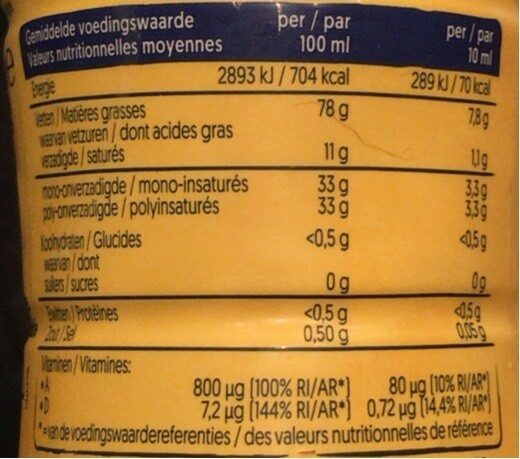 Gemiddelde voedingswaarde per / par per / par
Valeurs nutritionnelles moyennes 100 ml 10 ml
Energie 2893 kJ / 704 kcal 289 kJ / 70 kcal
Vetten / Matières grasses 78 g 7,8 g
waarvan vetzuren / dont acides gras
verzadigde / saturés 11 g 1,1 g
mono-onverzadigde / mono-insaturés 33 g 3,3 g
poly-onverzadigde / polyinsaturés 33 g 3,3 g
Koolhydraten / Glucides <0,5 g <0,5 g
waarvan / dont
suikers / sucres 0 g 0 g
Eiwitten / Protéines <0,5 g <0,5 g
Zout / Sel 0,50 g 0,05 g
Vitaminen / Vitamines:
•A 800 µg (100% RI/AR*) 80 µg (10% RI/AR*)
•D 7,2 µg (144% RI/AR*) 0,72 µg (14,4% RI/AR*)
*= van de voedingswaardereferenties / des valeurs nutritionnelles de référence